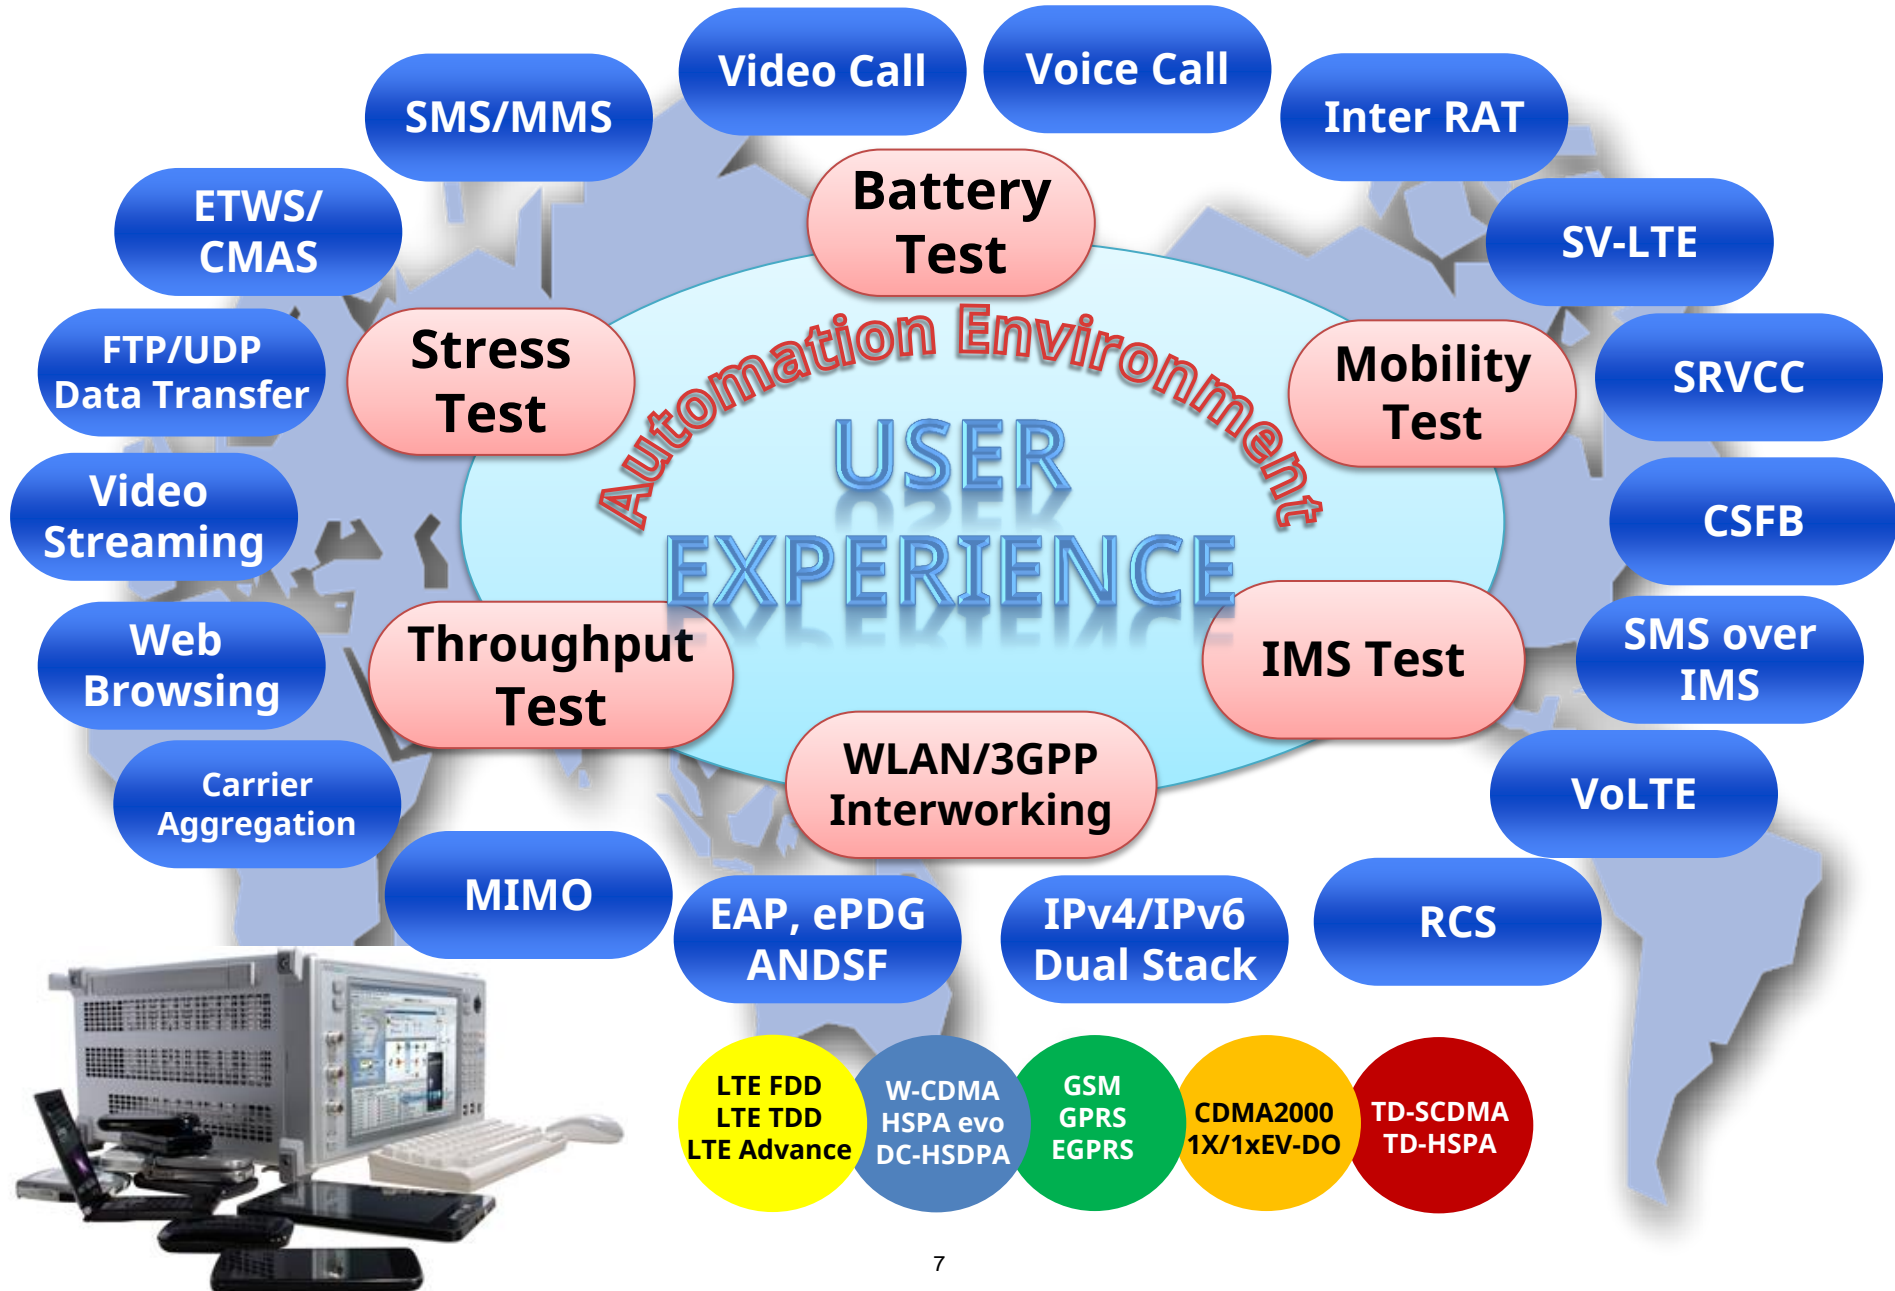 Video Call
Voice Call
SMS/MMS
Inter RAT
ETWS/
CMAS
Battery
Test
SV-LTE
FTP/UDP
Data Transfer
Stress
Test
Automation Environment
Mobility
Test
SRVCC
USER
EXPERIENCE
Video
Streaming
CSFB
Web
Browsing
Throughput
Test
IMS Test
SMS over
IMS
WLAN/3GPP
Interworking
Carrier
Aggregation
VoLTE
MIMO
EAP, ePDG
ANDSF
IPv4/IPv6
Dual Stack
RCS
LTE FDD
LTE TDD
LTE Advance
W-CDMA
HSPA evo
DC-HSDPA
GSM
GPRS
EGPRS
CDMA2000
1X/1xEV-DO
TD-SCDMA
TD-HSPA
7